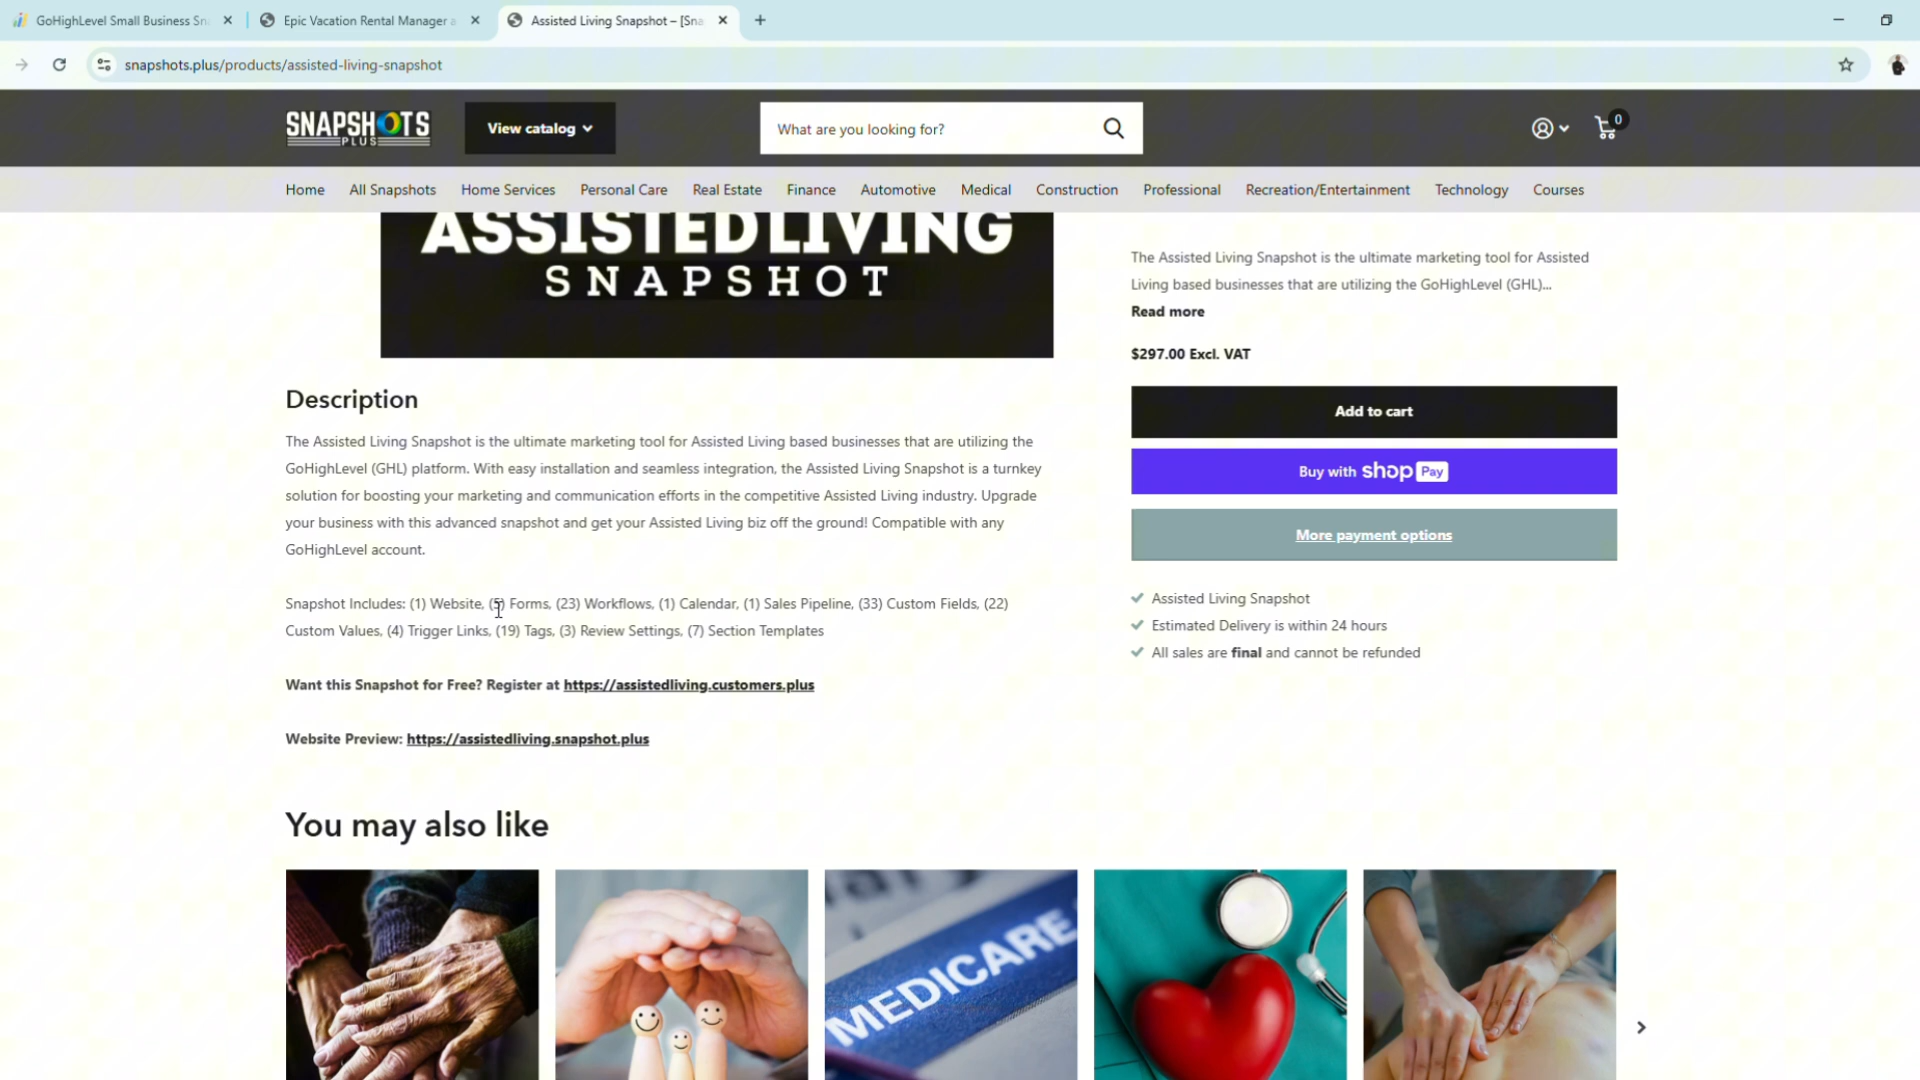 GoHighLevel Small Business Sn
Epic Vacation Rental Manager a
Assisted Living Snapshot – [Sna
snapshots.plus/products/assisted-living-snapshot
SNAPSHOTS
PLUS
View catalog
What are you looking for?
0
Home All Snapshots Home Services Personal Care Real Estate Finance Automotive Medical Construction Professional Recreation/Entertainment Technology Courses
ASSISTED LIVING
SNAPSHOT
Description
The Assisted Living Snapshot is the ultimate marketing tool for Assisted Living based businesses that are utilizing the
GoHighLevel (GHL) platform. With easy installation and seamless integration, the Assisted Living Snapshot is a turnkey
solution for boosting your marketing and communication efforts in the competitive Assisted Living industry. Upgrade
your business with this advanced snapshot and get your Assisted Living biz off the ground! Compatible with any
GoHighLevel account.
Snapshot Includes: (1) Website, (5) Forms, (23) Workflows, (1) Calendar, (1) Sales Pipeline, (33) Custom Fields, (22)
Custom Values, (4) Trigger Links, (19) Tags, (3) Review Settings, (7) Section Templates
Want this Snapshot for Free? Register at https://assistedliving.customers.plus
Website Preview: https://assistedliving.snapshot.plus
The Assisted Living Snapshot is the ultimate marketing tool for Assisted
Living based businesses that are utilizing the GoHighLevel (GHL)...
Read more
$297.00 Excl. VAT
Add to cart
Buy with shop Pay
More payment options
Assisted Living Snapshot
Estimated Delivery is within 24 hours
All sales are final and cannot be refunded
You may also like
MEDICARE